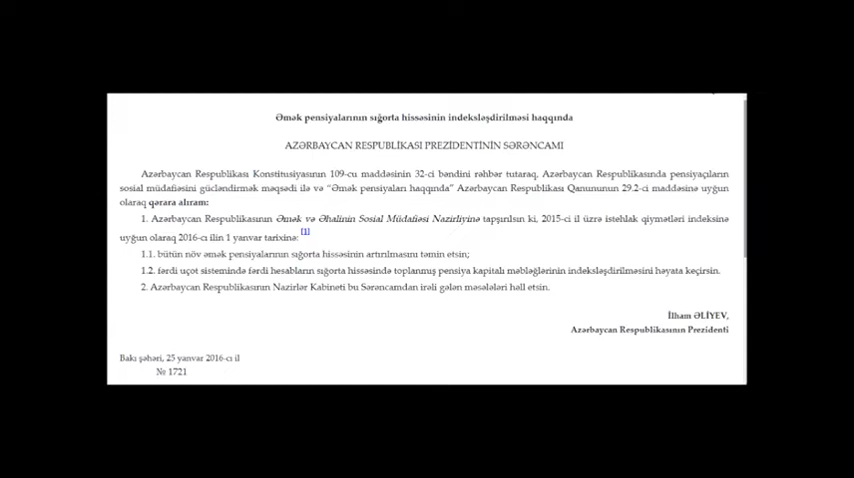 Əmək pensiyalarının sığorta hissəsinin indeksləşdirilməsi haqqında
AZƏRBAYCAN RESPUBLİKASI PREZİDENTİNİN SƏRƏNCAMI
Azərbaycan Respublikası Konstitusiyasının 109-cu maddəsinin 32-ci bəndini rəhbər tutaraq, Azərbaycan Respublikasında pensiyaçıların
sosial müdafiəsini gücləndirmək məqsədi ilə və “Əmək pensiyaları haqqında” Azərbaycan Respublikası Qanununun 29.2-ci maddəsinə uyğun
olaraq qərara alıram:
1. Azərbaycan Respublikasının Əmək və Əhalinin Sosial Müdafiəsi Nazirliyinə tapşırılsın ki, 2015-ci il üzrə istehlak qiymətləri indeksinə
uyğun olaraq 2016-cı ilin 1 yanvar tarixinə: [1]
1.1. bütün növ əmək pensiyalarının sığorta hissəsinin artırılmasını təmin etsin;
1.2. fərdi uçot sistemində fərdi hesabların sığorta hissəsində toplanmış pensiya kapitalı məbləğlərinin indeksləşdirilməsini həyata keçirsin.
2. Azərbaycan Respublikasının Nazirlər Kabineti bu Sərəncamdan irəli gələn məsələləri həll etsin.
İlham ƏLİYEV,
Azərbaycan Respublikasının Prezidenti
Bakı şəhəri, 25 yanvar 2016-cı il
№ 1721